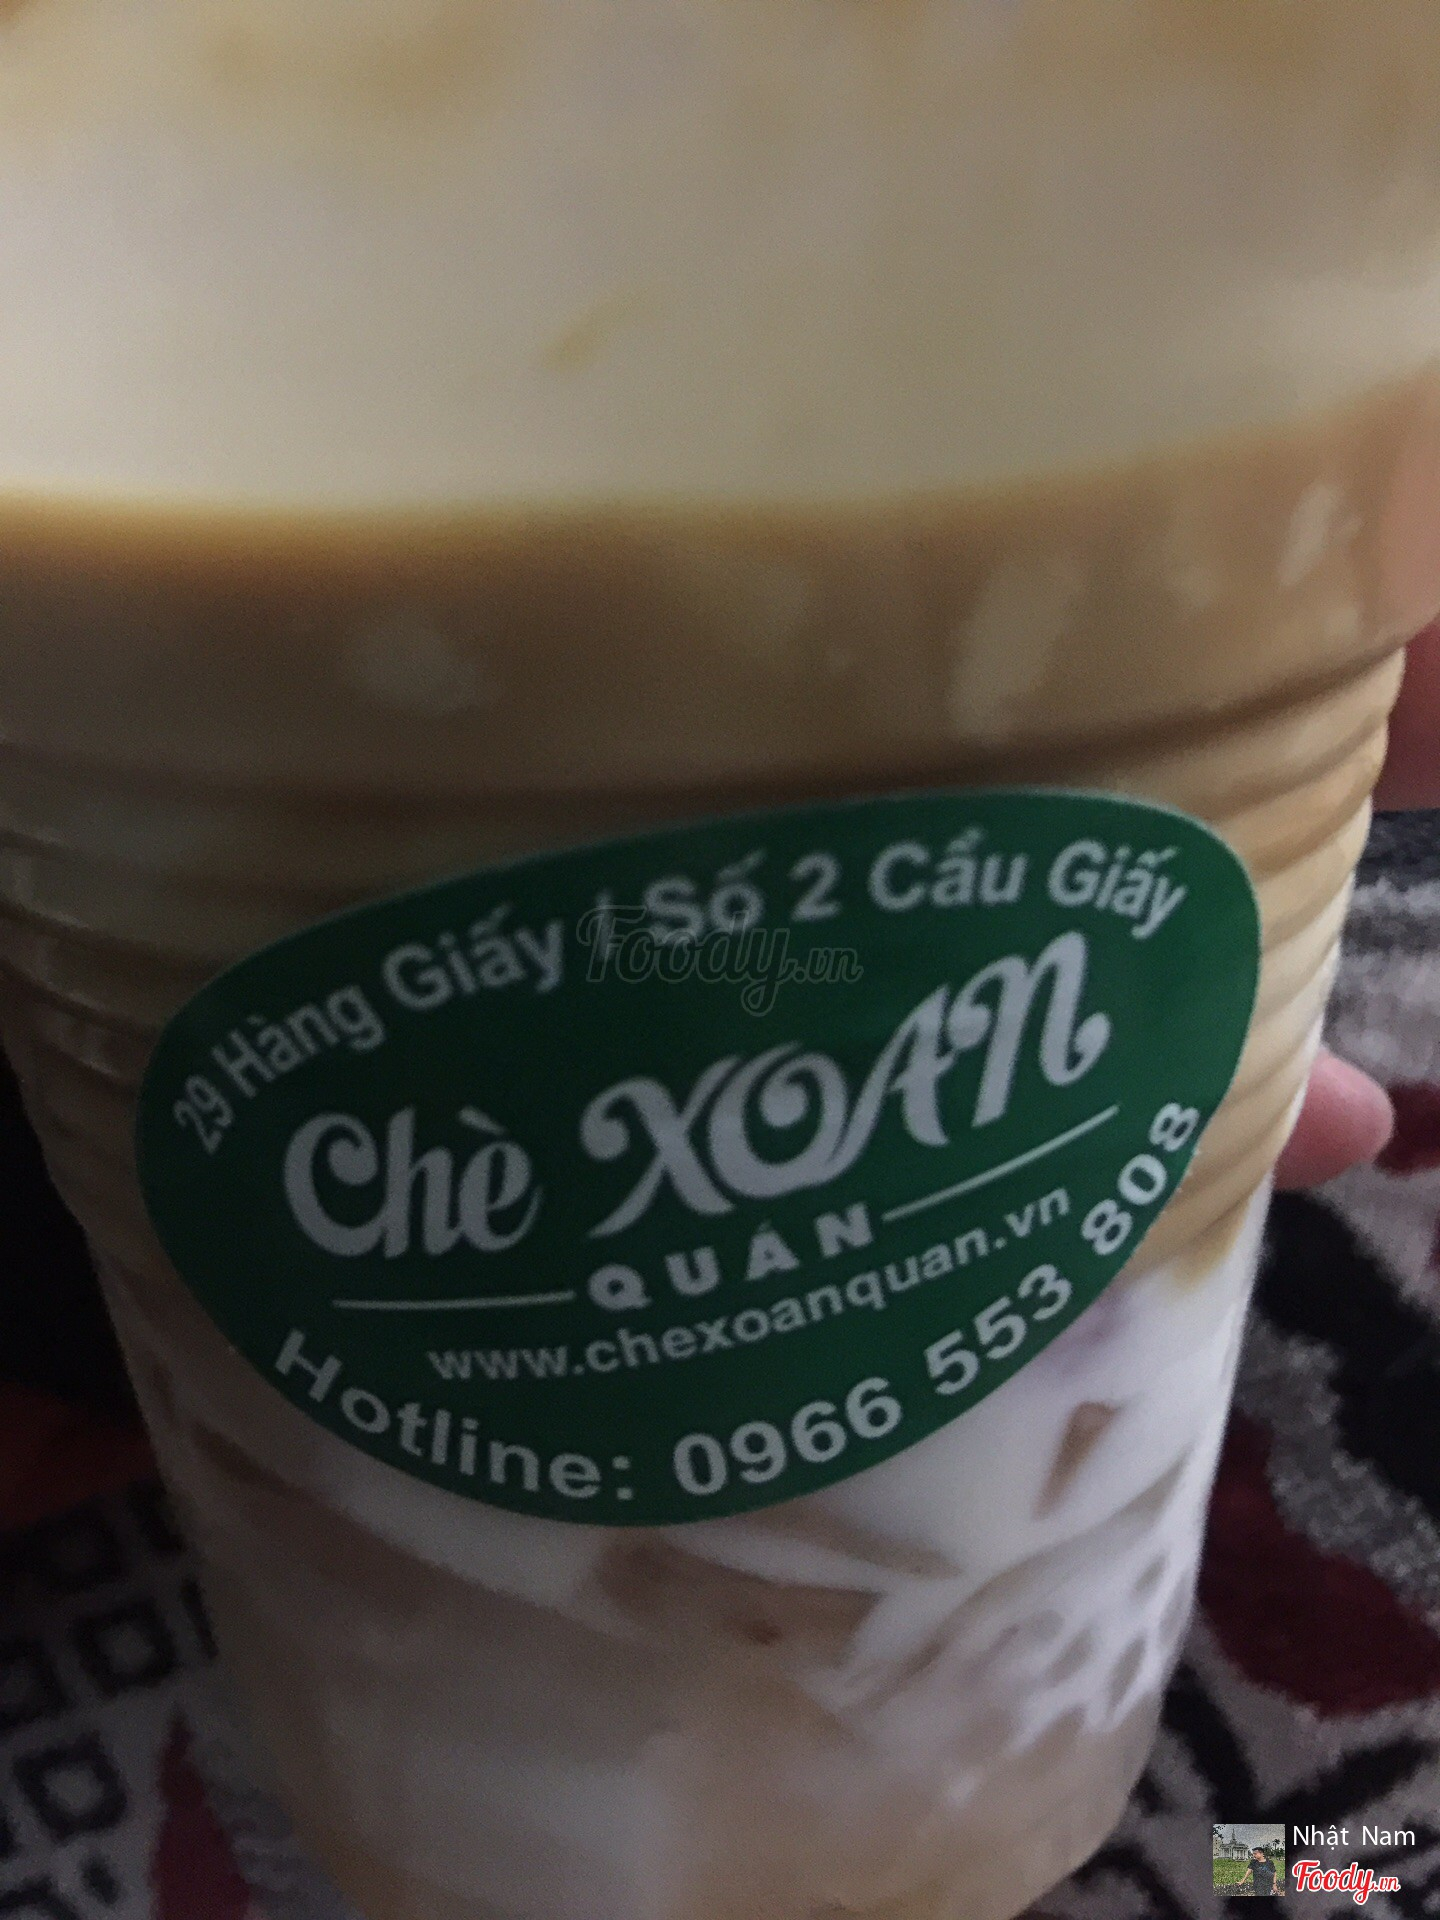 29 Hàng Giấy / Số 2 Cầu Giấy
Foody.vn
Chè XOAN
QUÁN
www.chexoanquan.vn
Hotline: 0966 553 808
Nhật Nam
Foody.vn